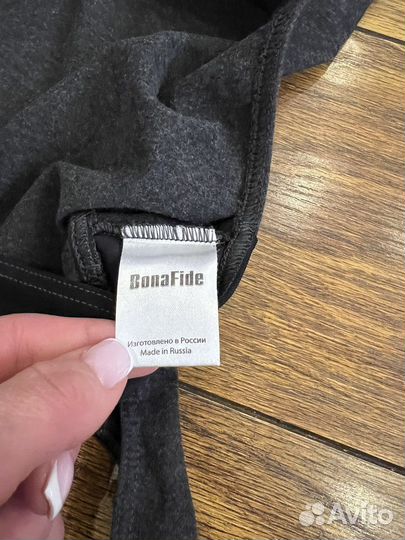 BonaFide
Изготовлено в России
Made in Russia
Avito